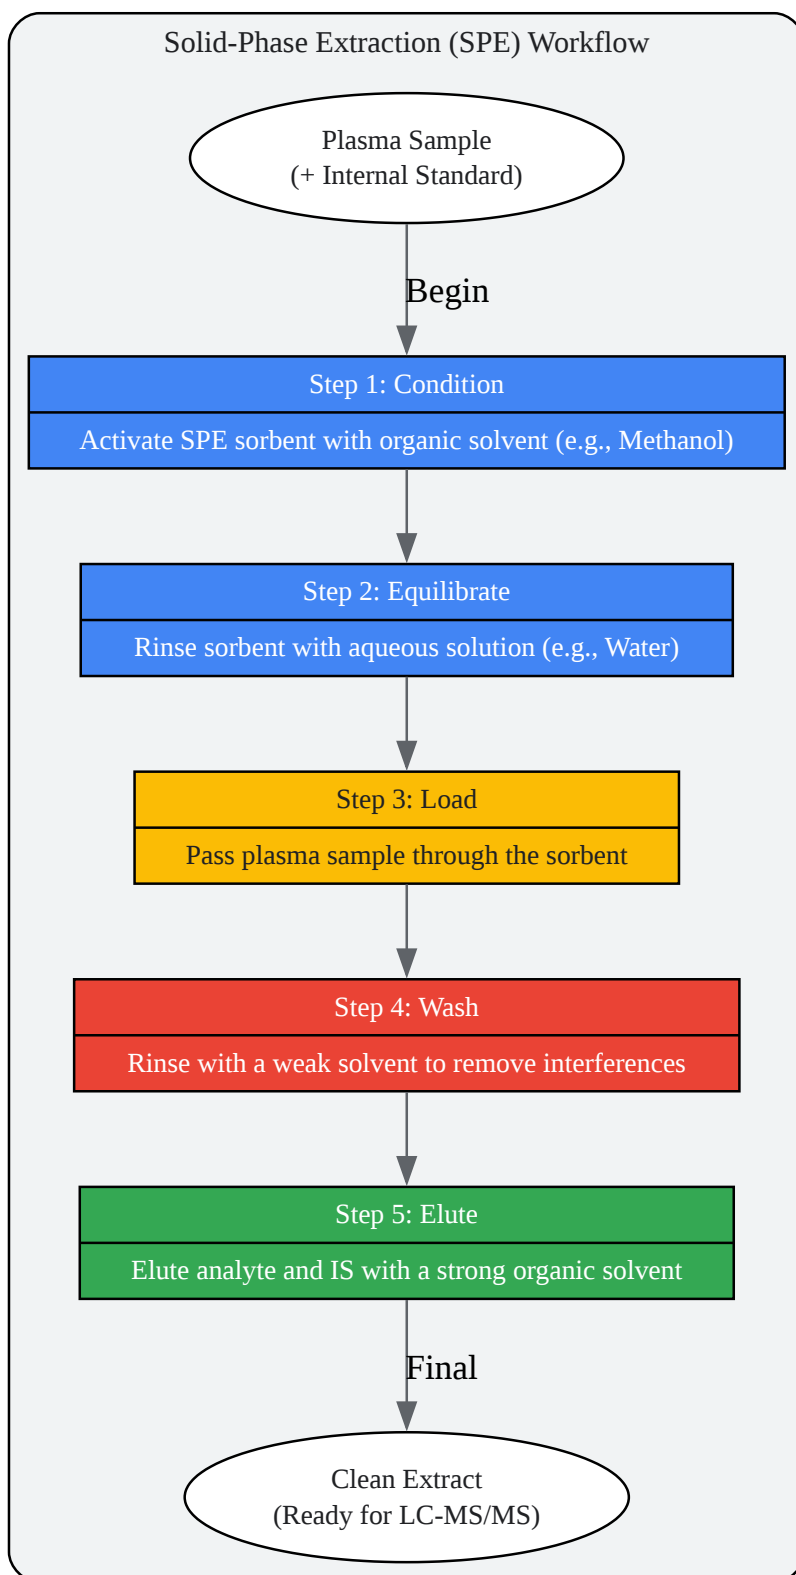 Solid-Phase Extraction (SPE) Workflow
Plasma Sample
(+ Internal Standard)
Begin
Step 1: Condition
Activate SPE sorbent with organic solvent (e.g., Methanol)
Step 2: Equilibrate
Rinse sorbent with aqueous solution (e.g., Water)
Step 3: Load
Pass plasma sample through the sorbent
Step 4: Wash
Rinse with a weak solvent to remove interferences
Step 5: Elute
Elute analyte and IS with a strong organic solvent
Final
Clean Extract
(Ready for LC-MS/MS)